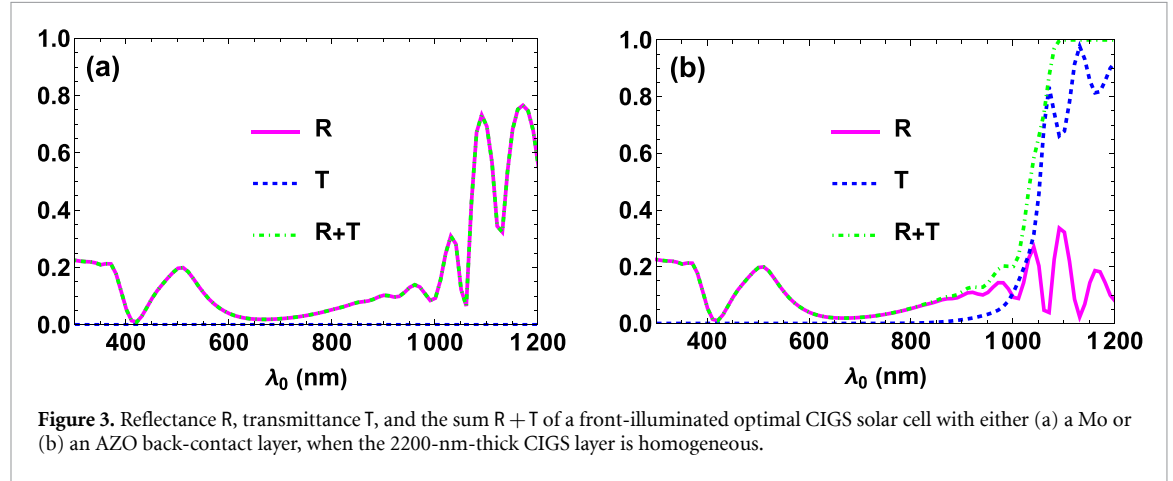 (a)
1.0
0.8
0.6
0.4
0.2
0.0
R
T
R+T
400 600 800 1 000 1 200
λ₀ (nm)
(b)
1.0
0.8
0.6
0.4
0.2
0.0
R
T
R+T
400 600 800 1 000 1 200
λ₀ (nm)
Figure 3. Reflectance R, transmittance T, and the sum R + T of a front-illuminated optimal CIGS solar cell with either (a) a Mo or
(b) an AZO back-contact layer, when the 2200-nm-thick CIGS layer is homogeneous.